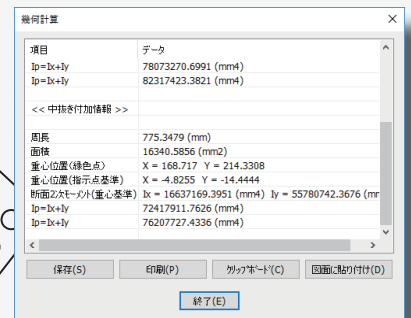 幾何計算
項目 データ
Ip=Ix+Iy 78073270.6991 (mm4)
Ip=Ix+Iy 82317423.3821 (mm4)
<< 中抜き付加情報 >>
周長 775.3479 (mm)
面積 16340.5856 (mm2)
重心位置(緑色点) X = 168.717 Y = 214.3308
重心位置(指示点基準) X = -4.8255 Y = -14.4444
断面2次モーメント(重心基準) Ix = 16637169.3951 (mm4) Iy = 55780742.3676 (mm
Ip=Ix+Iy 72417911.7626 (mm4)
Ip=Ix+Iy 76207727.4336 (mm4)
保存(S) 印刷(P) クリップボード(C) 図面に貼り付け(D)
終了(E)